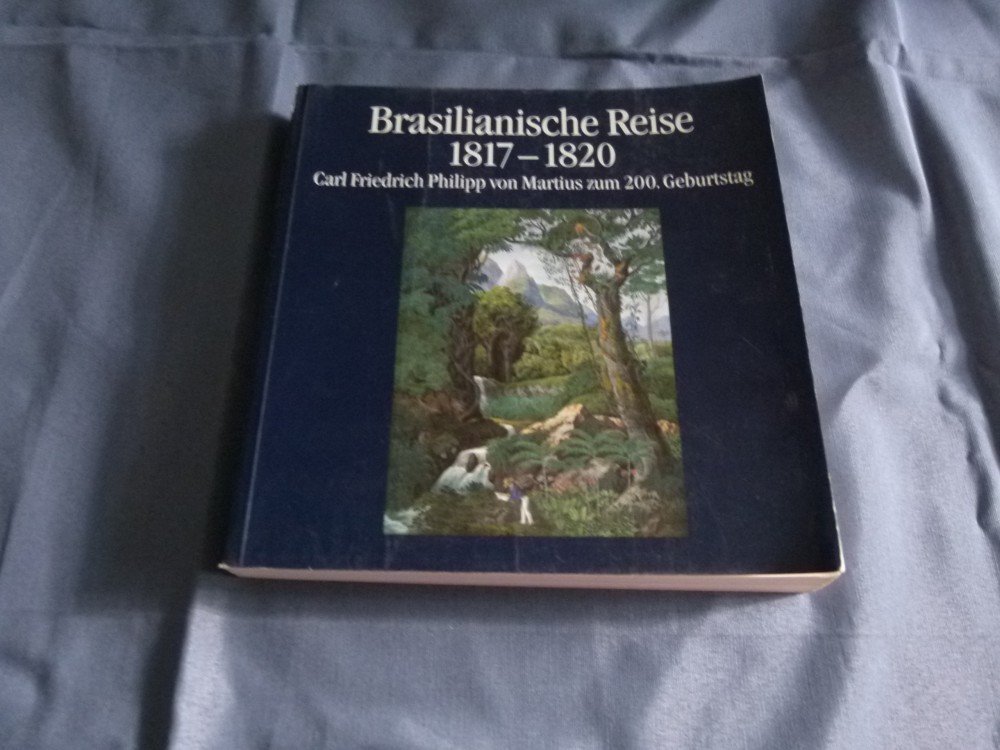 Brasilianische Reise
1817 – 1820
Carl Friedrich Philipp von Martius zum 200. Geburtstag